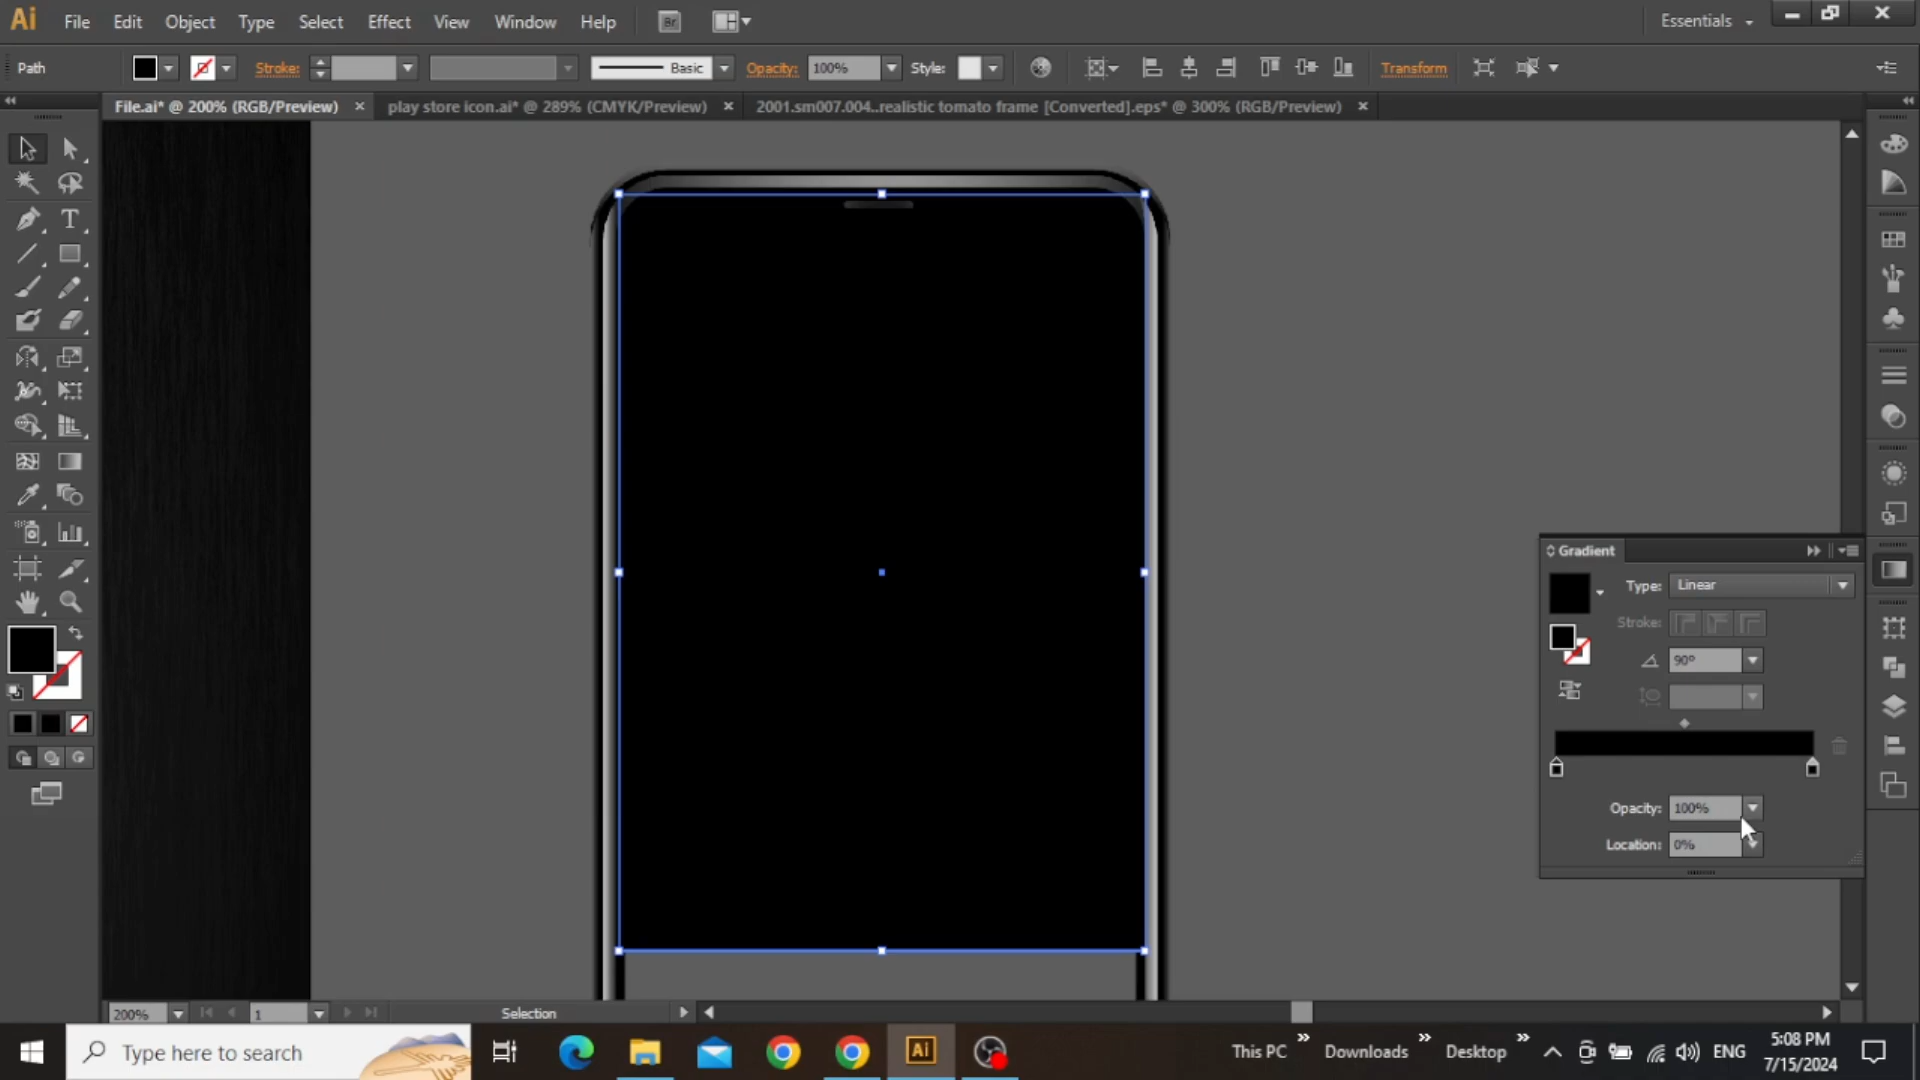 Ai File Edit Object Type Select Effect View Window Help Br Essentials
Path Stroke: Basic Opacity: 100% Style: Transform
File.ai* @ 200% (RGB/Preview) × play store icon.ai* @ 289% (CMYK/Preview) × 2001.sm007.004..realistic tomato frame [Converted].eps* @ 300% (RGB/Preview) ×
T
Gradient
Type: Linear
Stroke:
90°
Opacity: 100%
Location: 0%
200% 1 Selection
Type here to search Ai This PC » Downloads » Desktop » ENG 5:08 PM
7/15/2024